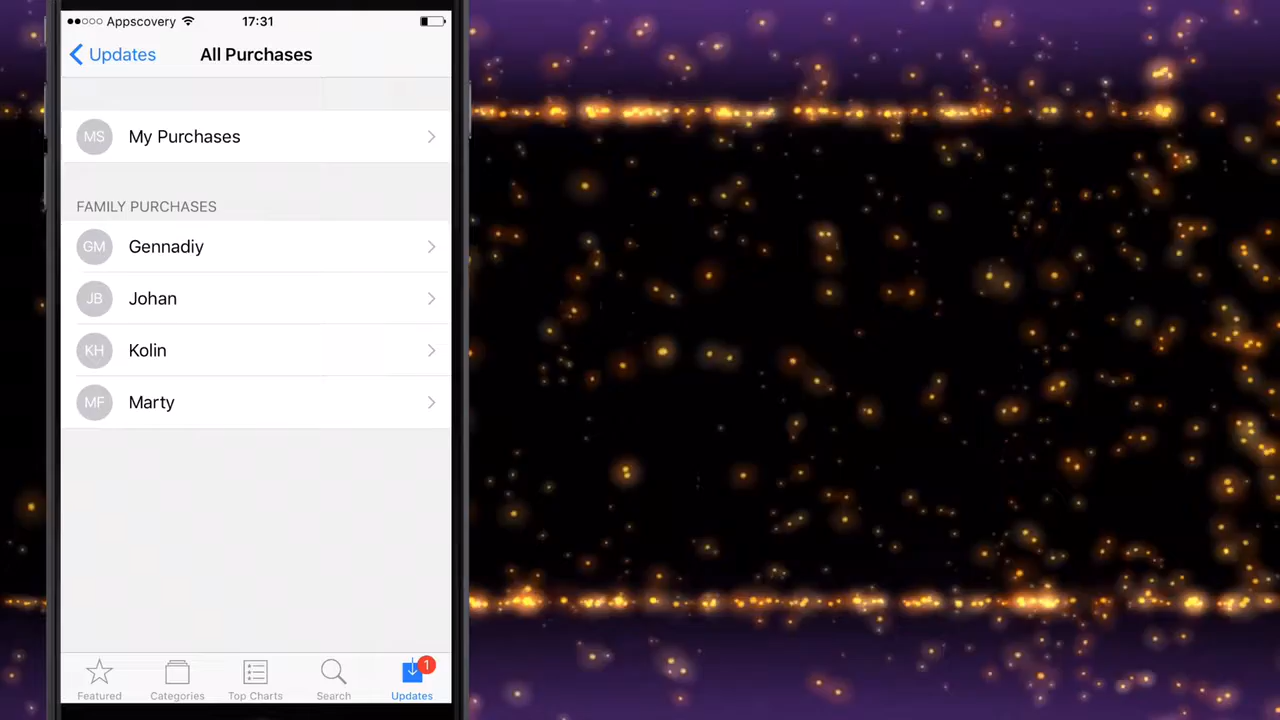 Appscovery 17:31
Updates All Purchases
MS My Purchases
FAMILY PURCHASES
GM Gennadiy
JB Johan
KH Kolin
MF Marty
1
Featured Categories Top Charts Search Updates